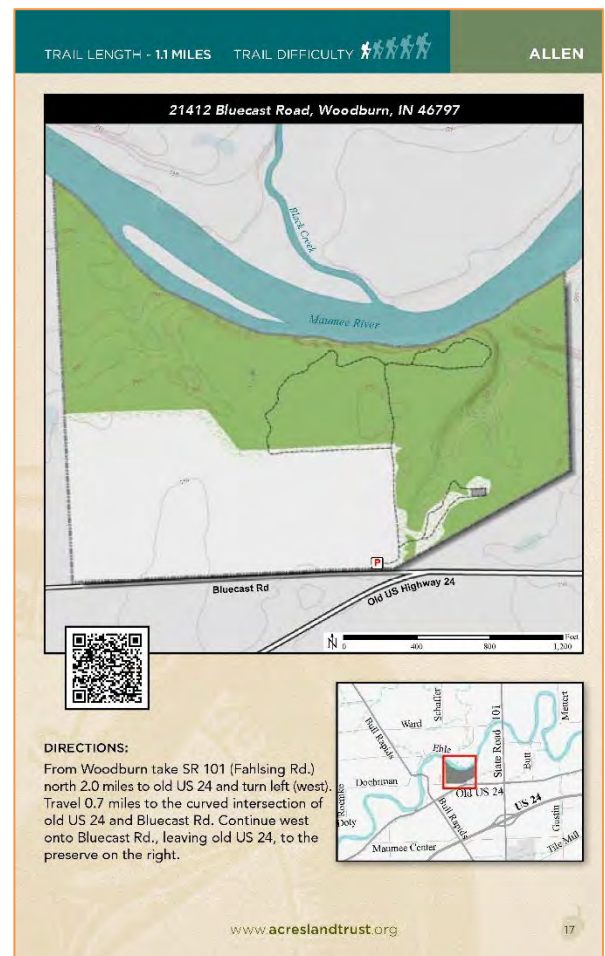 TRAIL LENGTH - 1.1 MILES TRAIL DIFFICULTY
ALLEN
21412 Bluecast Road, Woodburn, IN 46797
Black Creek
Maumee River
P
Bluecast Rd
Old US Highway 24
N
Feet
0 400 800 1,200
Bull Rapids
Ward
Schaffer
State Road 101
Mettert
Ehle
Butt
Dochrman
Roemke
Old US 24
Doty
Bull Rapids
US 24
Gustin
Maumee Center
Tile Mill
DIRECTIONS:
From Woodburn take SR 101 (Fahlsing Rd.)
north 2.0 miles to old US 24 and turn left (west).
Travel 0.7 miles to the curved intersection of
old US 24 and Bluecast Rd. Continue west
onto Bluecast Rd., leaving old US 24, to the
preserve on the right.
www.acreslandtrust.org
17